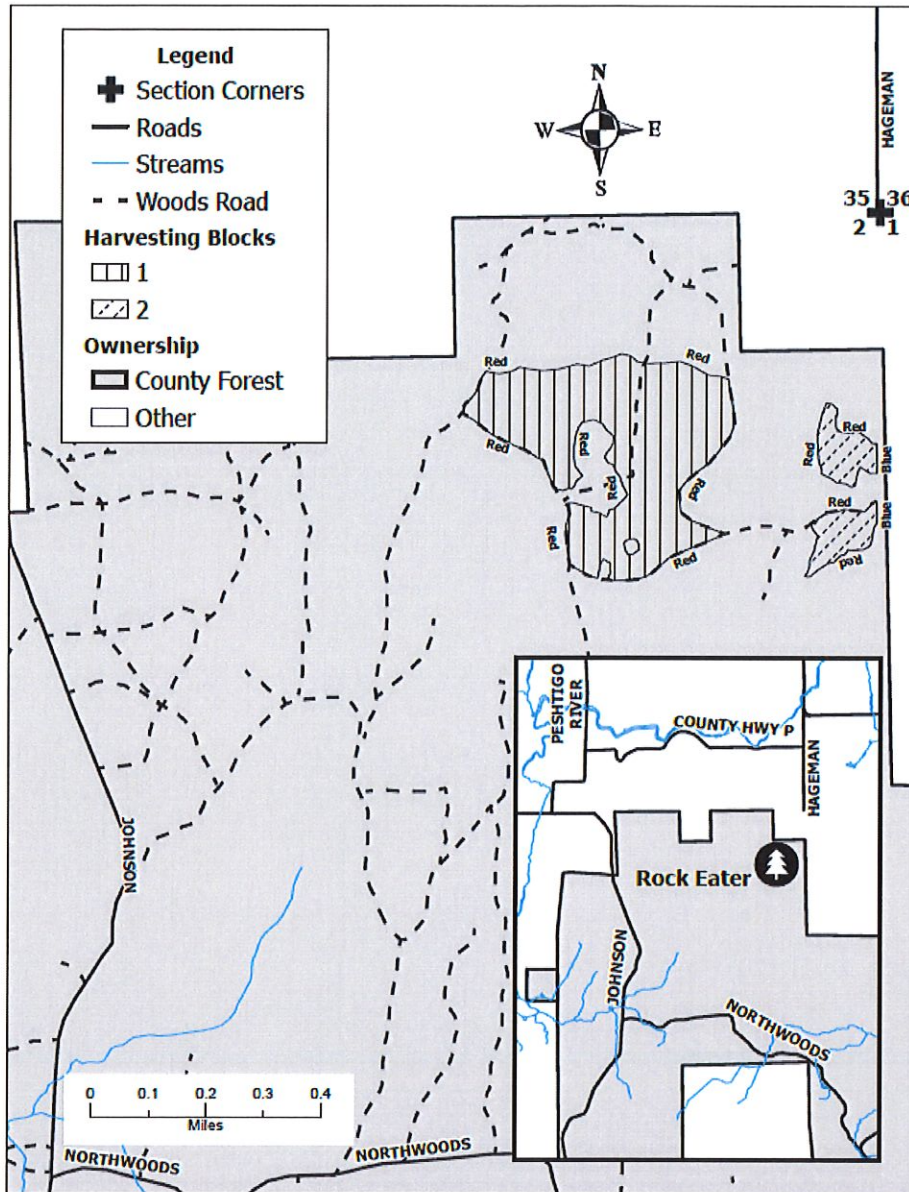 Legend
Section Corners
Roads
Streams
Woods Road
Harvesting Blocks
1
2
Ownership
County Forest
Other
N
W E
S
HAGEMAN
35 36
2 1
Red
Red
Red
Red
Red
Red
Red
Red
Red
Red
Blue
Red
Blue
Red
JOHNSON
PESHTIGO
RIVER
COUNTY HWY P
HAGEMAN
Rock Eater
JOHNSON
NORTHWOODS
0 0.1 0.2 0.3 0.4
Miles
NORTHWOODS
NORTHWOODS